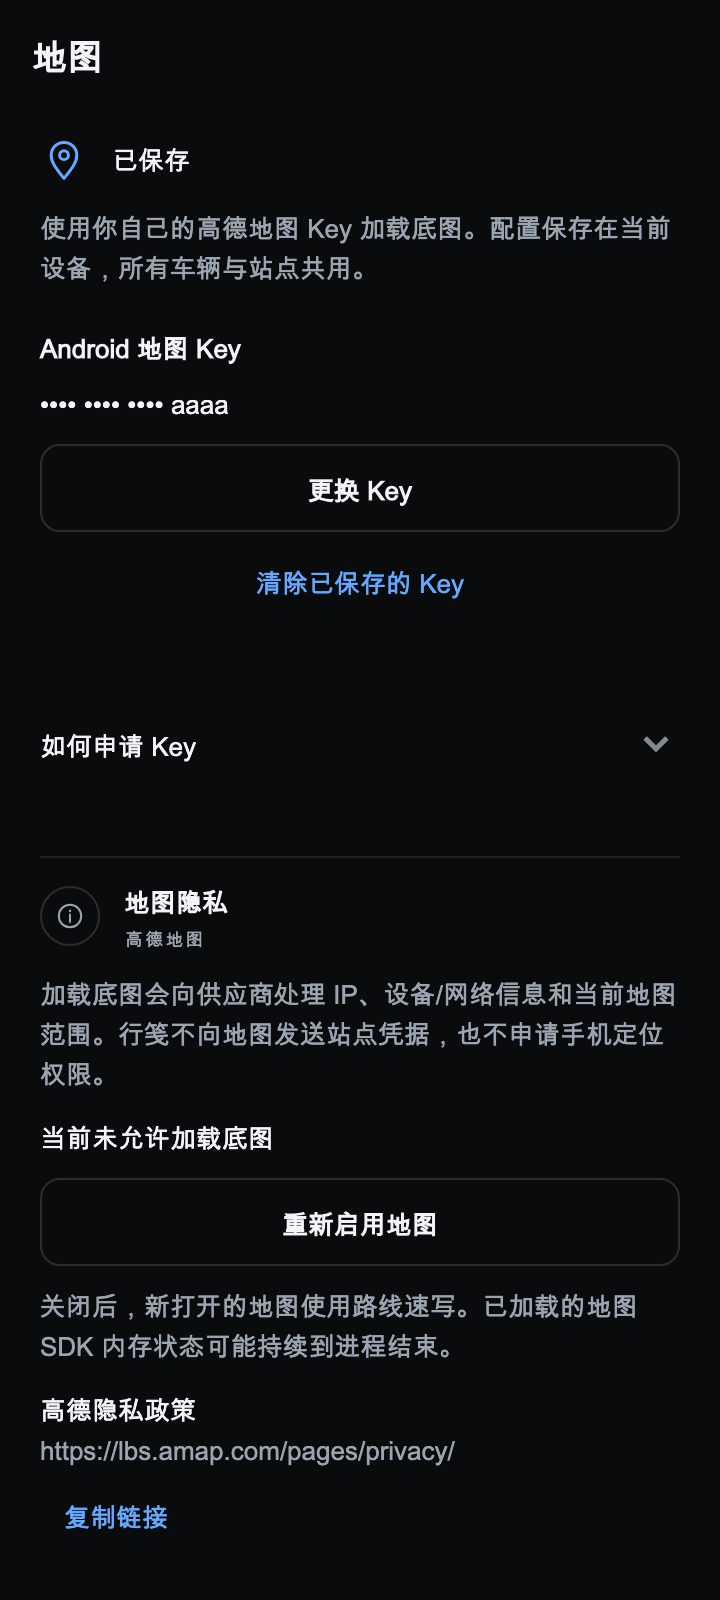 地图
已保存
使用你自己的高德地图 Key 加载底图。配置保存在当前
设备，所有车辆与站点共用。
Android 地图 Key
•••• •••• •••• aaaa
更换 Key
清除已保存的 Key
如何申请 Key
地图隐私
高德地图
加载底图会向供应商处理 IP、设备/网络信息和当前地图
范围。行笺不向地图发送站点凭据，也不申请手机定位
权限。
当前未允许加载底图
重新启用地图
关闭后，新打开的地图使用路线速写。已加载的地图
SDK 内存状态可能持续到进程结束。
高德隐私政策
https://lbs.amap.com/pages/privacy/
复制链接